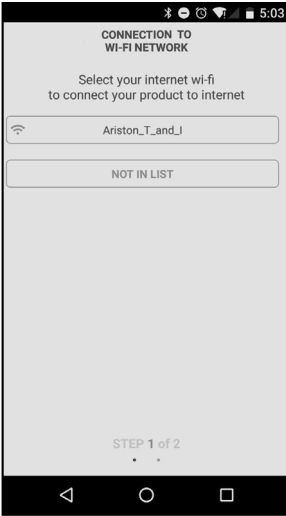 5:03
CONNECTION TO
WI-FI NETWORK
Select your internet wi-fi
to connect your product to internet
Ariston_T_and_I
NOT IN LIST
STEP 1 of 2